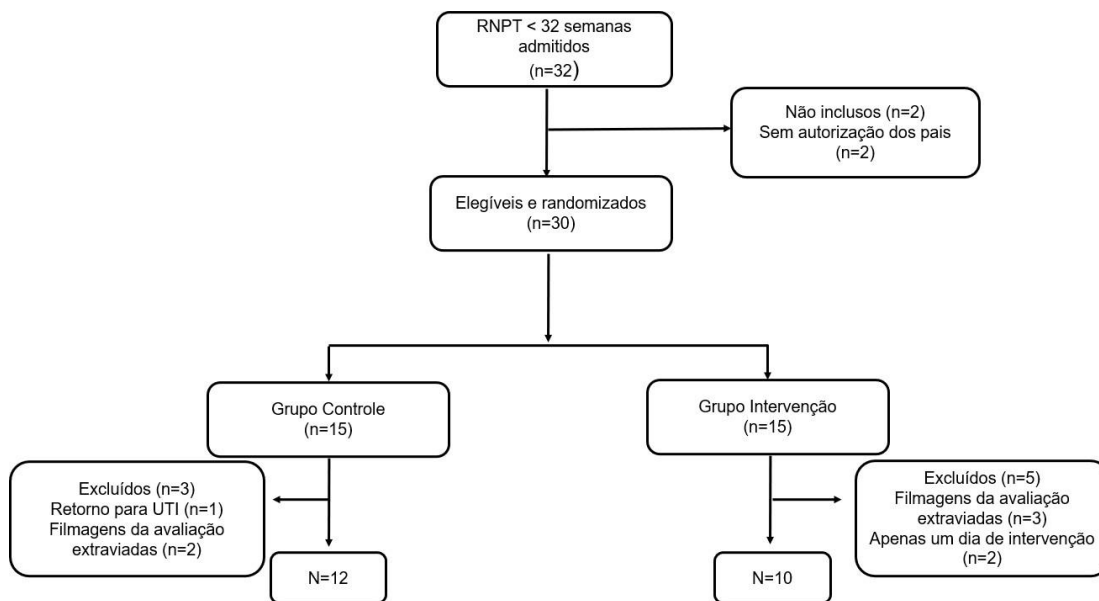 RNPT < 32 semanas
admitidos
(n=32)
Não inclusos (n=2)
Sem autorização dos pais
(n=2)
Elegíveis e randomizados
(n=30)
Grupo Controle
(n=15)
Grupo Intervenção
(n=15)
Excluídos (n=3)
Retorno para UTI (n=1)
Filmagens da avaliação
extraviadas (n=2)
Excluídos (n=5)
Filmagens da avaliação
extraviadas (n=3)
Apenas um dia de intervenção
(n=2)
N=12
N=10